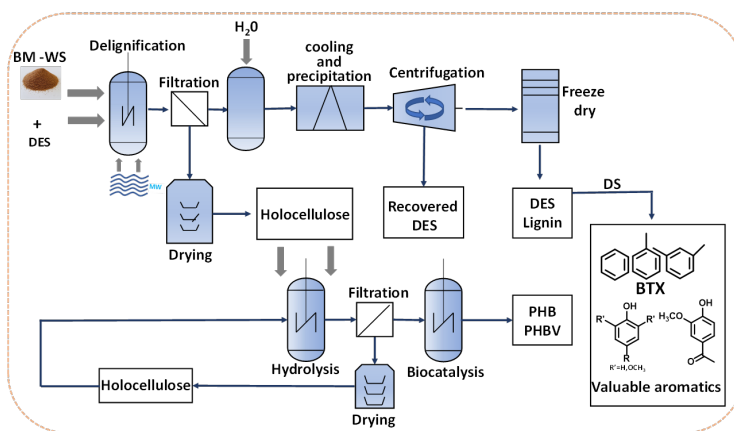 H₂0
Delignification
BM -WS
Filtration
cooling
and
precipitation
Centrifugation
Freeze
dry
+
DES
MW
Drying
Holocellulose
Recovered
DES
DES
Lignin
DS
BTX
OH
R'
R'
R
R'=H,OCH₃
OH
H₃CO
O
Valuable aromatics
Filtration
Hydrolysis
Biocatalysis
PHB
PHBV
Holocellulose
Drying